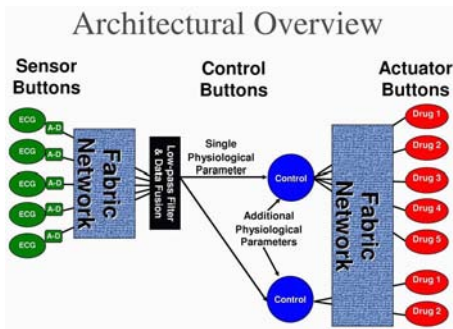 Architectural Overview
Sensor
Buttons
Control
Buttons
Actuator
Buttons
ECG
A-D
ECG
A-D
ECG
A-D
ECG
A-D
ECG
A-D
Fabric
Network
Low-pass Filter
& Data Fusion
Single
Physiological
Parameter
Control
Additional
Physiological
Parameters
Control
Fabric
Network
Drug 1
Drug 2
Drug 3
Drug 4
Drug 5
Drug 1
Drug 2